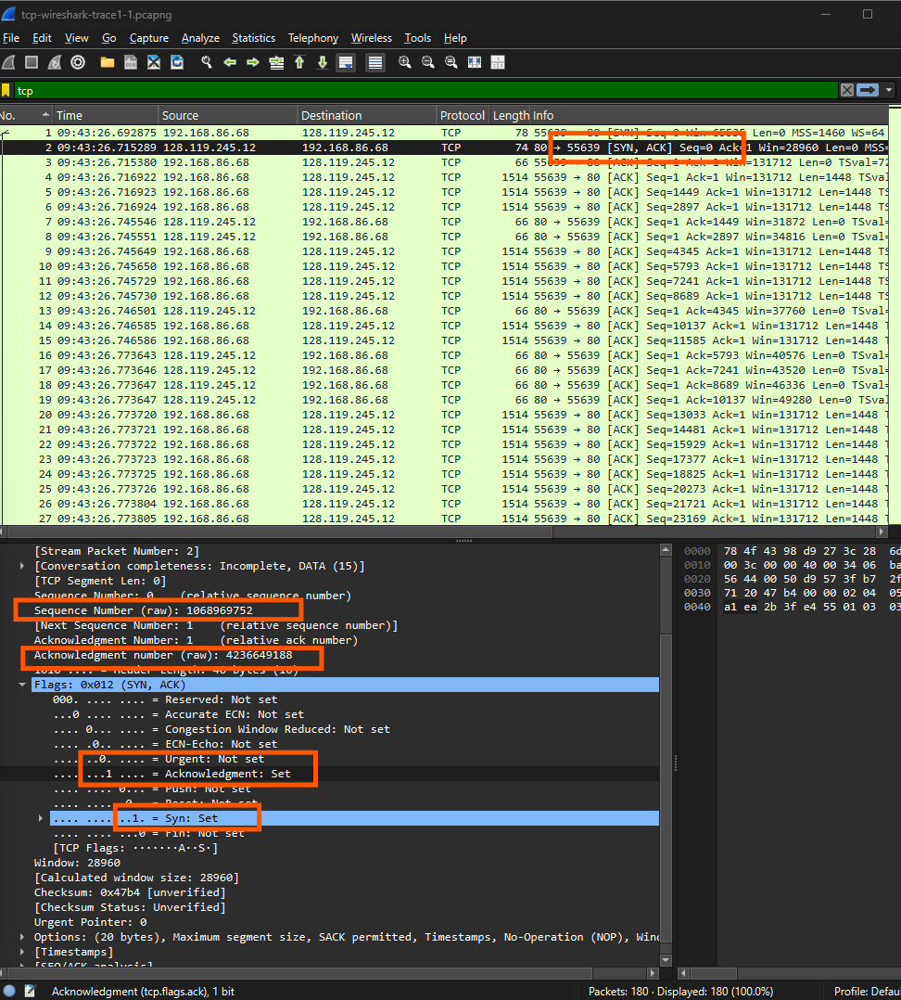 tcp-wireshark-trace1-1.pcapng
File Edit View Go Capture Analyze Statistics Telephony Wireless Tools Help
tcp
No. Time Source Destination Protocol Length Info
1 09:43:26.692875 192.168.86.68 128.119.245.12 TCP 78 55639 → 80 [SYN] Seq=0 Win=65535 Len=0 MSS=1460 WS=64
2 09:43:26.715289 128.119.245.12 192.168.86.68 TCP 74 80 → 55639 [SYN, ACK] Seq=0 Ack=1 Win=28960 Len=0 MSS=
3 09:43:26.715380 192.168.86.68 128.119.245.12 TCP 66 55639 → 80 [ACK] Seq=1 Ack=1 Win=131712 Len=0 TSval=72
4 09:43:26.716922 192.168.86.68 128.119.245.12 TCP 1514 55639 → 80 [ACK] Seq=1 Ack=1 Win=131712 Len=1448 TSval
5 09:43:26.716923 192.168.86.68 128.119.245.12 TCP 1514 55639 → 80 [ACK] Seq=1449 Ack=1 Win=131712 Len=1448 TS
6 09:43:26.716924 192.168.86.68 128.119.245.12 TCP 1514 55639 → 80 [ACK] Seq=2897 Ack=1 Win=131712 Len=1448 TS
7 09:43:26.745546 128.119.245.12 192.168.86.68 TCP 66 80 → 55639 [ACK] Seq=1 Ack=1449 Win=31872 Len=0 TSval=
8 09:43:26.745551 128.119.245.12 192.168.86.68 TCP 66 80 → 55639 [ACK] Seq=1 Ack=2897 Win=34816 Len=0 TSval=
9 09:43:26.745649 192.168.86.68 128.119.245.12 TCP 1514 55639 → 80 [ACK] Seq=4345 Ack=1 Win=131712 Len=1448 TS
10 09:43:26.745650 192.168.86.68 128.119.245.12 TCP 1514 55639 → 80 [ACK] Seq=5793 Ack=1 Win=131712 Len=1448 TS
11 09:43:26.745729 192.168.86.68 128.119.245.12 TCP 1514 55639 → 80 [ACK] Seq=7241 Ack=1 Win=131712 Len=1448 TS
12 09:43:26.745730 192.168.86.68 128.119.245.12 TCP 1514 55639 → 80 [ACK] Seq=8689 Ack=1 Win=131712 Len=1448 TS
13 09:43:26.746501 128.119.245.12 192.168.86.68 TCP 66 80 → 55639 [ACK] Seq=1 Ack=4345 Win=37760 Len=0 TSval=
14 09:43:26.746585 192.168.86.68 128.119.245.12 TCP 1514 55639 → 80 [ACK] Seq=10137 Ack=1 Win=131712 Len=1448 T
15 09:43:26.746586 192.168.86.68 128.119.245.12 TCP 1514 55639 → 80 [ACK] Seq=11585 Ack=1 Win=131712 Len=1448 T
16 09:43:26.773643 128.119.245.12 192.168.86.68 TCP 66 80 → 55639 [ACK] Seq=1 Ack=5793 Win=40576 Len=0 TSval=
17 09:43:26.773646 128.119.245.12 192.168.86.68 TCP 66 80 → 55639 [ACK] Seq=1 Ack=7241 Win=43520 Len=0 TSval=
18 09:43:26.773647 128.119.245.12 192.168.86.68 TCP 66 80 → 55639 [ACK] Seq=1 Ack=8689 Win=46336 Len=0 TSval=
19 09:43:26.773647 128.119.245.12 192.168.86.68 TCP 66 80 → 55639 [ACK] Seq=1 Ack=10137 Win=49280 Len=0 TSval
20 09:43:26.773720 192.168.86.68 128.119.245.12 TCP 1514 55639 → 80 [ACK] Seq=13033 Ack=1 Win=131712 Len=1448 T
21 09:43:26.773721 192.168.86.68 128.119.245.12 TCP 1514 55639 → 80 [ACK] Seq=14481 Ack=1 Win=131712 Len=1448 T
22 09:43:26.773722 192.168.86.68 128.119.245.12 TCP 1514 55639 → 80 [ACK] Seq=15929 Ack=1 Win=131712 Len=1448 T
23 09:43:26.773723 192.168.86.68 128.119.245.12 TCP 1514 55639 → 80 [ACK] Seq=17377 Ack=1 Win=131712 Len=1448 T
24 09:43:26.773725 192.168.86.68 128.119.245.12 TCP 1514 55639 → 80 [ACK] Seq=18825 Ack=1 Win=131712 Len=1448 T
25 09:43:26.773726 192.168.86.68 128.119.245.12 TCP 1514 55639 → 80 [ACK] Seq=20273 Ack=1 Win=131712 Len=1448 T
26 09:43:26.773804 192.168.86.68 128.119.245.12 TCP 1514 55639 → 80 [ACK] Seq=21721 Ack=1 Win=131712 Len=1448 T
27 09:43:26.773805 192.168.86.68 128.119.245.12 TCP 1514 55639 → 80 [ACK] Seq=23169 Ack=1 Win=131712 Len=1448 T
[Stream Packet Number: 2]
[Conversation completeness: Incomplete, DATA (15)]
[TCP Segment Len: 0]
Sequence Number: 0 (relative sequence number)
Sequence Number (raw): 1068969752
[Next Sequence Number: 1 (relative sequence number)]
Acknowledgment Number: 1 (relative ack number)
Acknowledgment number (raw): 4236649188
1010 .... = Header Length: 40 bytes (10)
Flags: 0x012 (SYN, ACK)
000. .... .... = Reserved: Not set
...0 .... .... = Accurate ECN: Not set
.... 0... .... = Congestion Window Reduced: Not set
.... .0.. .... = ECN-Echo: Not set
.... ..0. .... = Urgent: Not set
.... ...1 .... = Acknowledgment: Set
.... .... 0... = Push: Not set
.... .... .0.. = Reset: Not set
.... .... ..1. = Syn: Set
.... .... ...0 = Fin: Not set
[TCP Flags: ·······A··S·]
Window: 28960
[Calculated window size: 28960]
Checksum: 0x47b4 [unverified]
[Checksum Status: Unverified]
Urgent Pointer: 0
Options: (20 bytes), Maximum segment size, SACK permitted, Timestamps, No-Operation (NOP), Wind
[Timestamps]
[SEQ/ACK analysis]
0000 78 4f 43 98 d9 27 3c 28 6d
0010 00 3c 00 00 40 00 34 06 ba
0020 56 44 00 50 d9 57 3f b7 2f
0030 71 20 47 b4 00 00 02 04 05
0040 a1 ea 2b 3f e4 55 01 03 03
Acknowledgment (tcp.flags.ack), 1 bit
Packets: 180 · Displayed: 180 (100.0%)
Profile: Defau